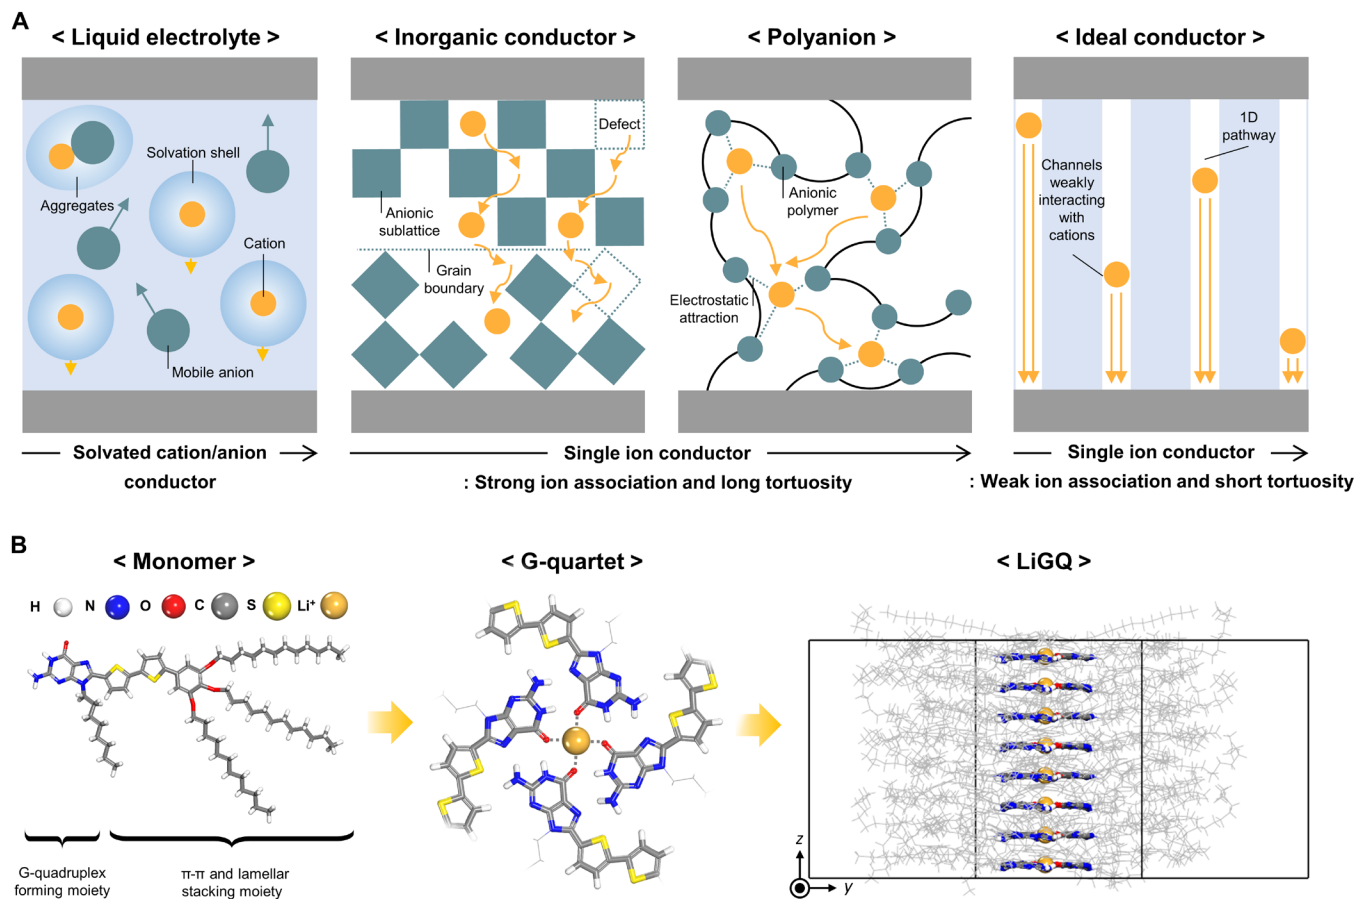 A
< Liquid electrolyte >
< Inorganic conductor >
< Polyanion >
< Ideal conductor >
Solvation shell
Aggregates
Cation
Mobile anion
Defect
Anionic
sublattice
Grain
boundary
Anionic
polymer
Electrostatic
attraction
1D
pathway
Channels
weakly
interacting
with
cations
Solvated cation/anion
conductor
Single ion conductor
: Strong ion association and long tortuosity
Single ion conductor
: Weak ion association and short tortuosity
B
< Monomer >
< G-quartet >
< LiGQ >
H N O C S Li⁺
G-quadruplex
forming moiety
π-π and lamellar
stacking moiety
z
y